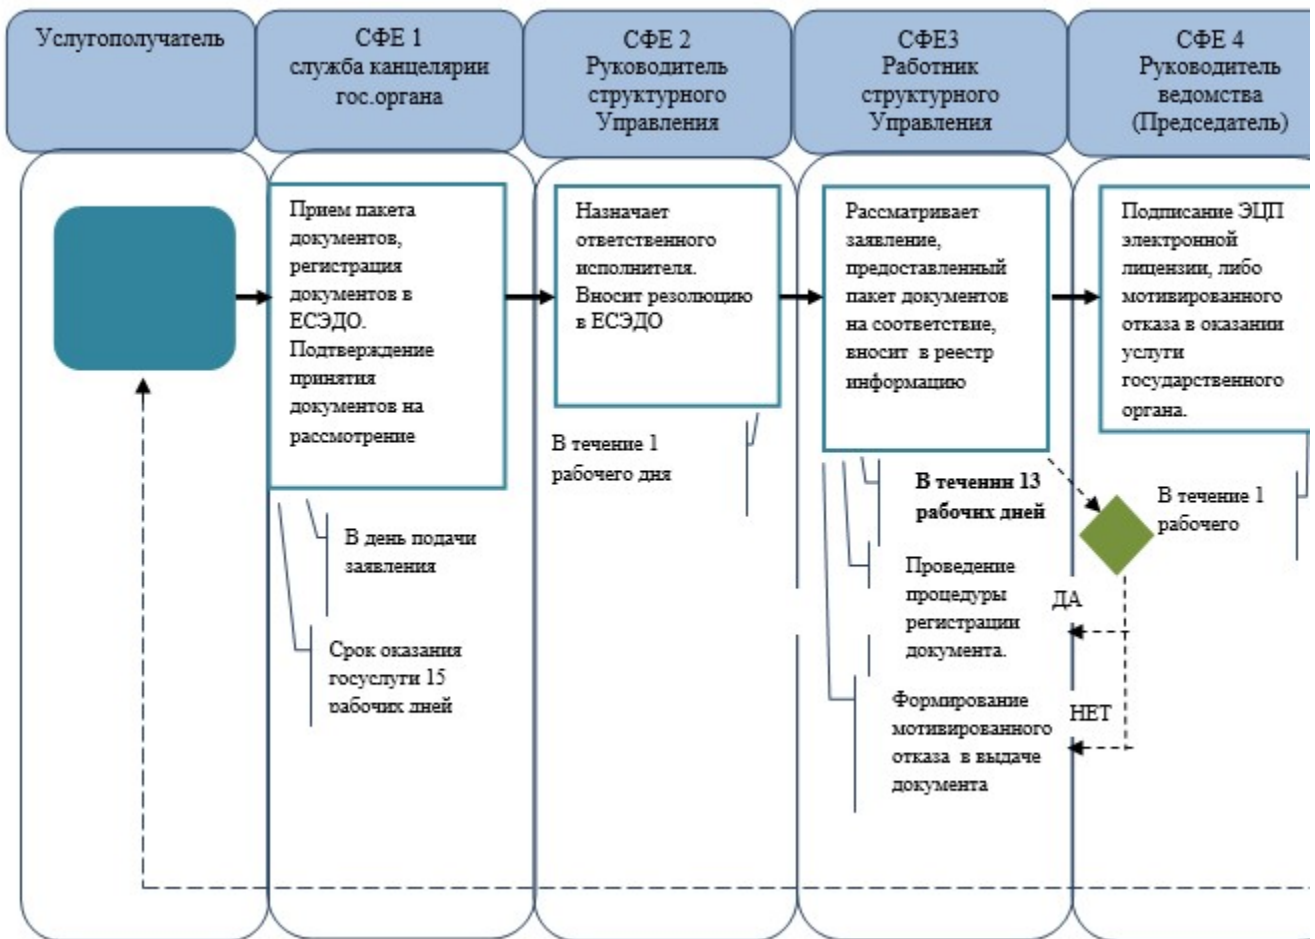 Услугополучатель
СФЕ 1
служба канцелярии
гос.органа
СФЕ 2
Руководитель
структурного
Управления
СФЕ3
Работник
структурного
Управления
СФЕ 4
Руководитель
ведомства
(Председатель)
Прием пакета
документов,
регистрация
документов в
ЕСЭДО.
Подтверждение
принятия
документов на
рассмотрение
В день подачи
заявления
Срок оказания
госуслуги 15
рабочих дней
Назначает
ответственного
исполнителя.
Вносит резолюцию
в ЕСЭДО
В течение 1
рабочего дня
Рассматривает
заявление,
предоставленный
пакет документов
на соответствие,
вносит в реестр
информацию
В течении 13
рабочих дней
Проведение
процедуры
регистрации
документа.
Формирование
мотивированного
отказа в выдаче
документа
Подписание ЭЦП
электронной
лицензии, либо
мотивированного
отказа в оказании
услуги
государственного
органа.
В течение 1
рабочего
ДА
НЕТ